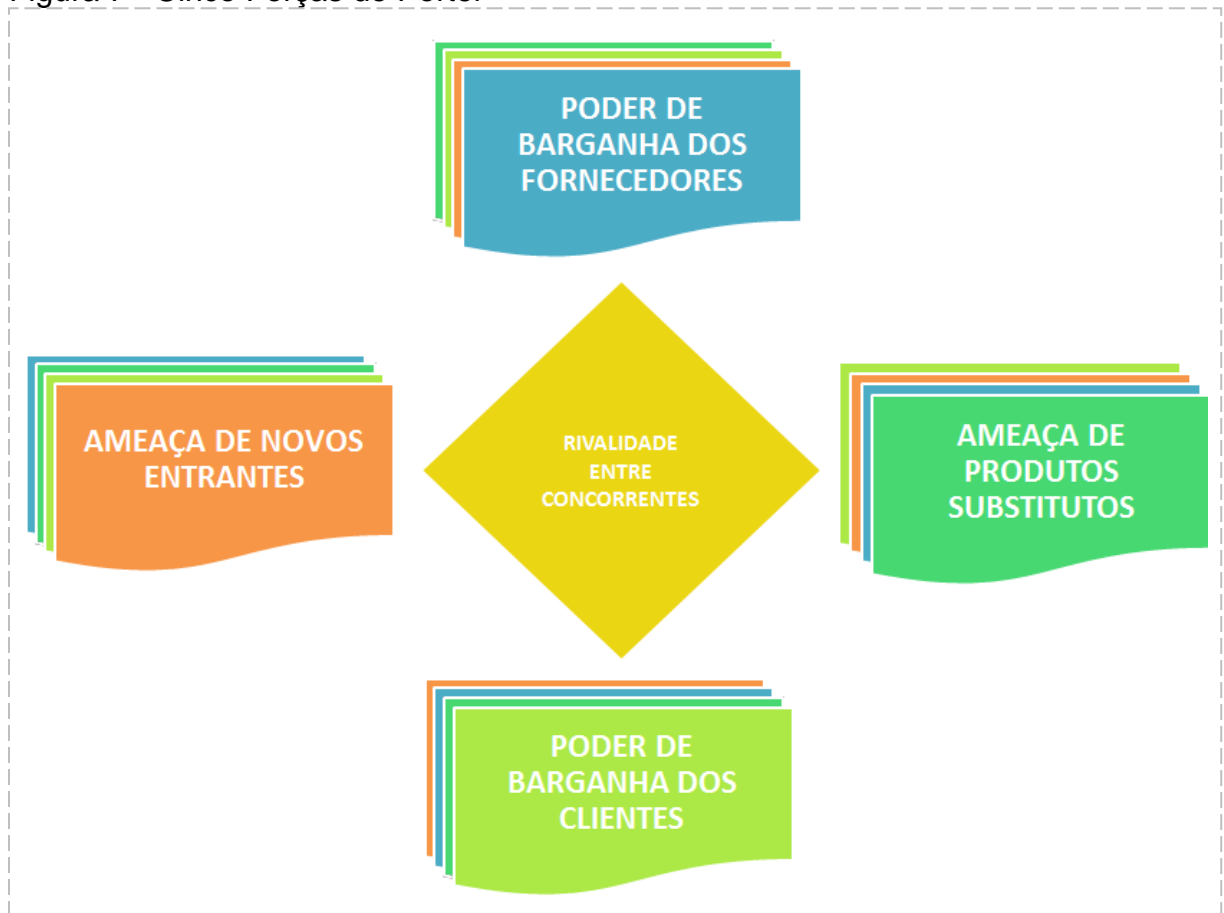 PODER DE
BARGANHA DOS
FORNECEDORES
AMEAÇA DE NOVOS
ENTRANTES
RIVALIDADE
ENTRE
CONCORRENTES
AMEAÇA DE
PRODUTOS
SUBSTITUTOS
PODER DE
BARGANHA DOS
CLIENTES